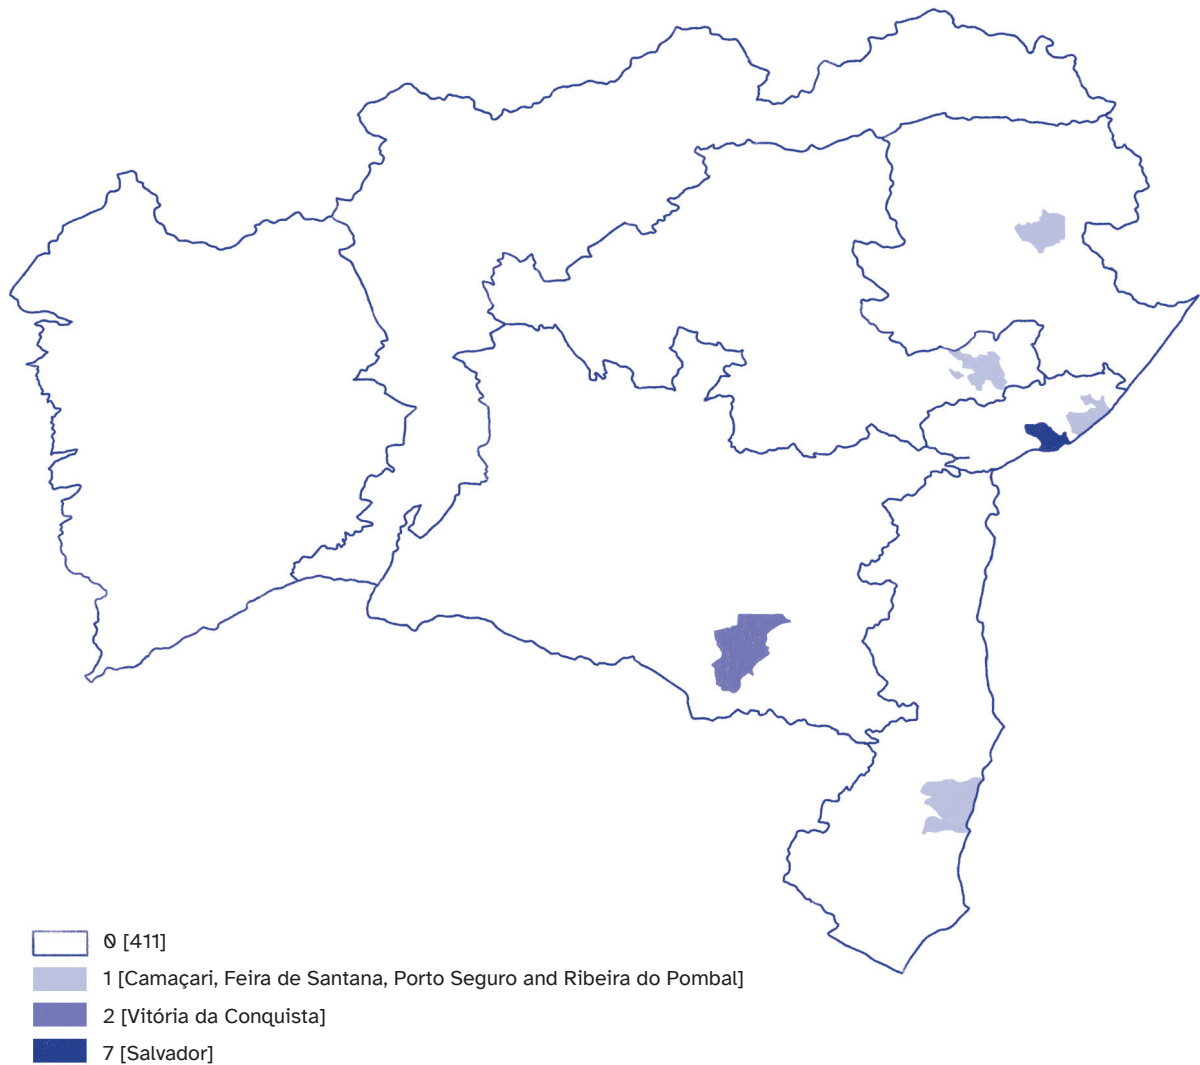 0 [411]
1 [Camaçari, Feira de Santana, Porto Seguro and Ribeira do Pombal]
2 [Vitória da Conquista]
7 [Salvador]